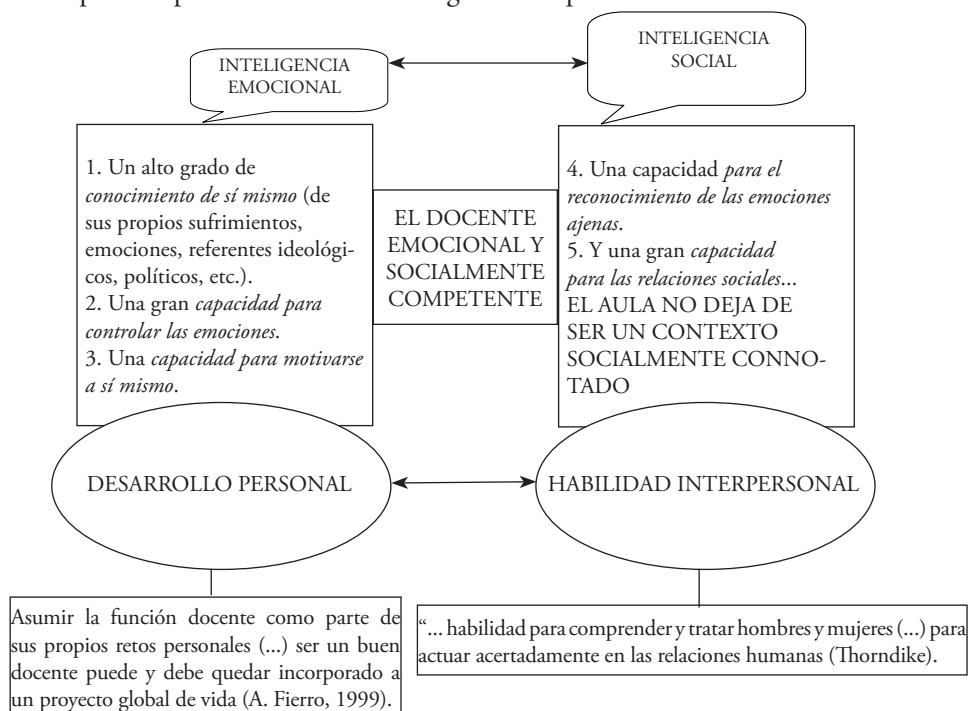 INTELIGENCIA
EMOCIONAL
INTELIGENCIA
SOCIAL
1. Un alto grado de
conocimiento de sí mismo (de
sus propios sufrimientos,
emociones, referentes ideológi-
cos, políticos, etc.).
2. Una gran capacidad para
controlar las emociones.
3. Una capacidad para motivarse
a sí mismo.
EL DOCENTE
EMOCIONAL Y
SOCIALMENTE
COMPETENTE
4. Una capacidad para el
reconocimiento de las emociones
ajenas.
5. Y una gran capacidad
para las relaciones sociales...
EL AULA NO DEJA DE
SER UN CONTEXTO
SOCIALMENTE CONNO-
TADO
DESARROLLO PERSONAL
HABILIDAD INTERPERSONAL
Asumir la función docente como parte de
sus propios retos personales (...) ser un buen
docente puede y debe quedar incorporado a
un proyecto global de vida (A. Fierro, 1999).
“... habilidad para comprender y tratar hombres y mujeres (...) para
actuar acertadamente en las relaciones humanas (Thorndike).